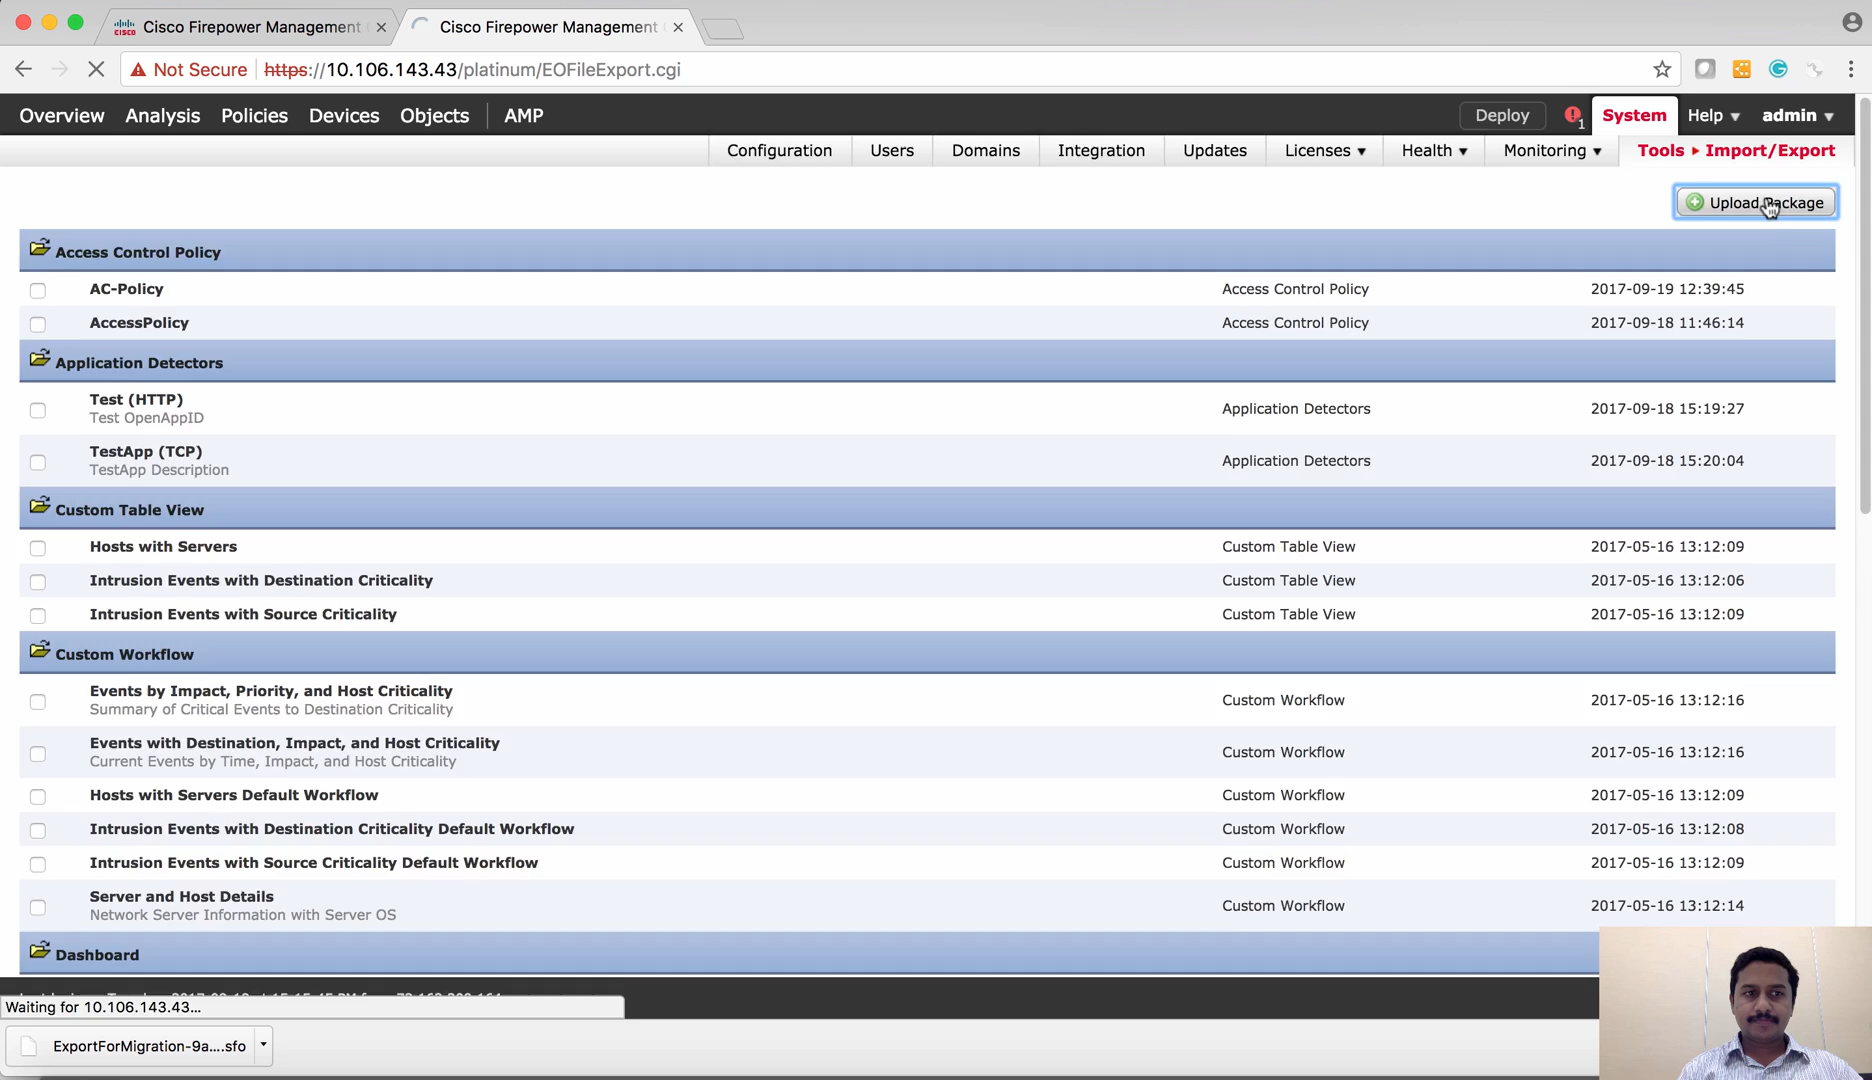 Cisco Firepower Management
Cisco Firepower Management
Not Secure https://10.106.143.43/platinum/EOFileExport.cgi
Overview Analysis Policies Devices Objects AMP Deploy 1 System Help admin
Configuration Users Domains Integration Updates Licenses Health Monitoring Tools Import/Export
Upload Package
Access Control Policy
AC-Policy Access Control Policy 2017-09-19 12:39:45
AccessPolicy Access Control Policy 2017-09-18 11:46:14
Application Detectors
Test (HTTP)
Test OpenAppID
Application Detectors 2017-09-18 15:19:27
TestApp (TCP)
TestApp Description
Application Detectors 2017-09-18 15:20:04
Custom Table View
Hosts with Servers Custom Table View 2017-05-16 13:12:09
Intrusion Events with Destination Criticality Custom Table View 2017-05-16 13:12:06
Intrusion Events with Source Criticality Custom Table View 2017-05-16 13:12:09
Custom Workflow
Events by Impact, Priority, and Host Criticality
Summary of Critical Events to Destination Criticality
Custom Workflow 2017-05-16 13:12:16
Events with Destination, Impact, and Host Criticality
Current Events by Time, Impact, and Host Criticality
Custom Workflow 2017-05-16 13:12:16
Hosts with Servers Default Workflow Custom Workflow 2017-05-16 13:12:09
Intrusion Events with Destination Criticality Default Workflow Custom Workflow 2017-05-16 13:12:08
Intrusion Events with Source Criticality Default Workflow Custom Workflow 2017-05-16 13:12:09
Server and Host Details
Network Server Information with Server OS
Custom Workflow 2017-05-16 13:12:14
Dashboard
Waiting for 10.106.143.43...
ExportForMigration-9a....sfo